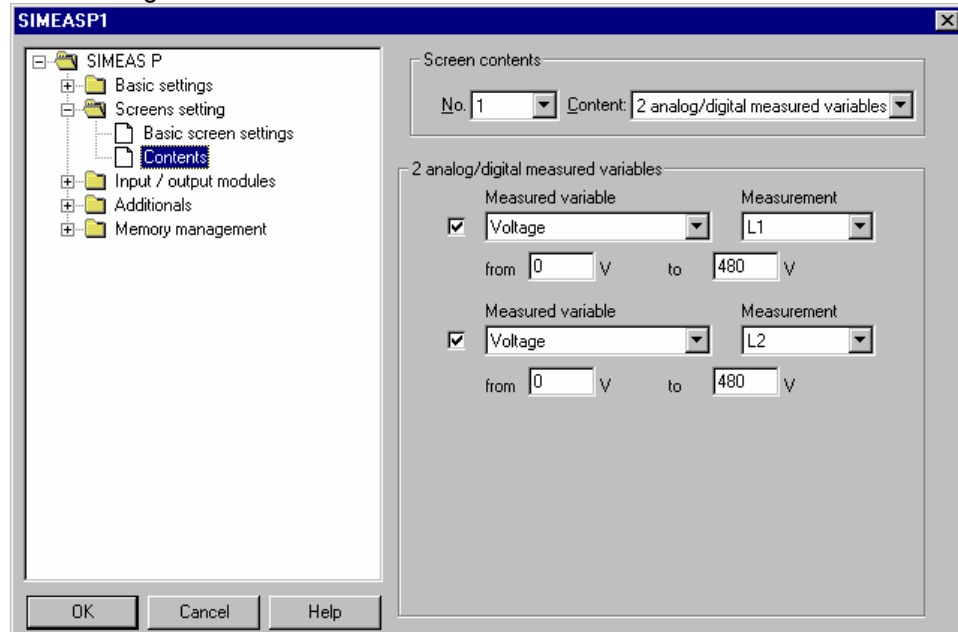 SIMEASP1
SIMEAS P
Basic settings
Screens setting
Basic screen settings
Contents
Input / output modules
Additionals
Memory management
OK Cancel Help
Screen contents
No. 1 Content: 2 analog/digital measured variables
2 analog/digital measured variables
Measured variable Measurement
Voltage L1
from 0 V to 480 V
Measured variable Measurement
Voltage L2
from 0 V to 480 V